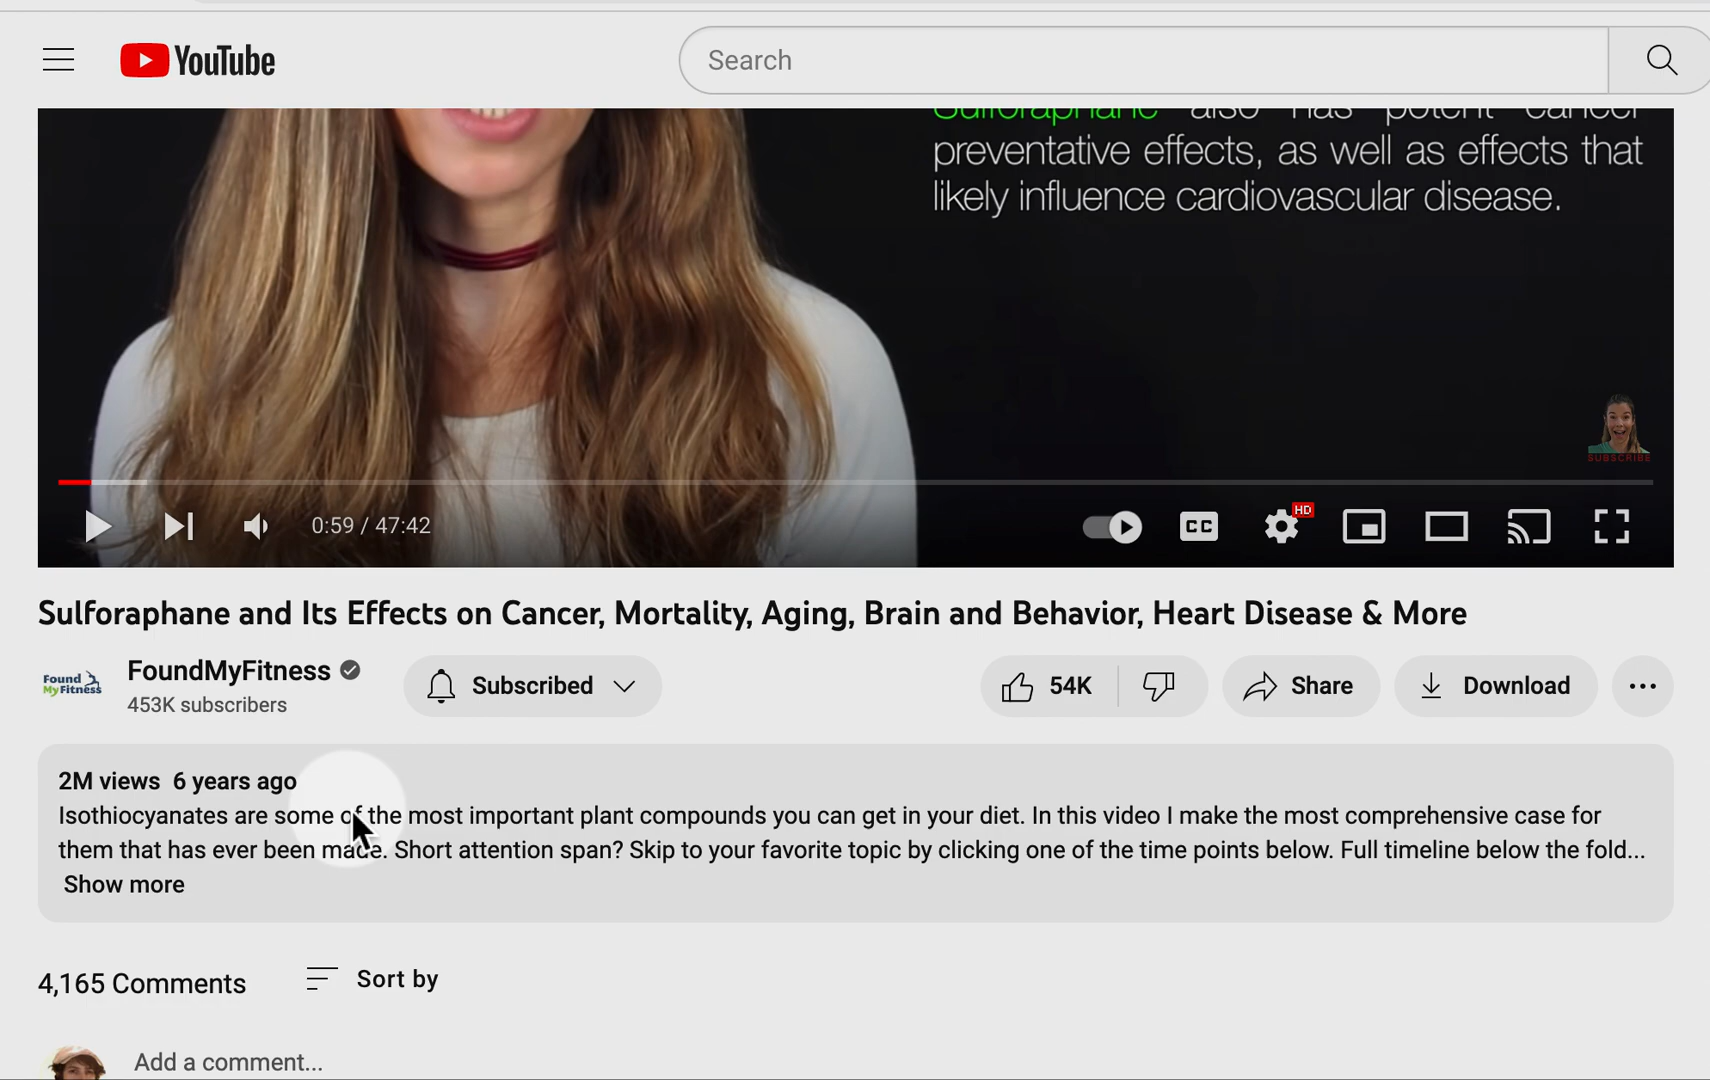 YouTube
Search
Sulforaphane also has potent cancer
preventative effects, as well as effects that
likely influence cardiovascular disease.
SUBSCRIBE
HD
0:59 / 47:42
CC
Sulforaphane and Its Effects on Cancer, Mortality, Aging, Brain and Behavior, Heart Disease & More
Found
MyFitness
FoundMyFitness
453K subscribers
Subscribed
54K
Share
Download
2M views 6 years ago
Isothiocyanates are some of the most important plant compounds you can get in your diet. In this video I make the most comprehensive case for
them that has ever been made. Short attention span? Skip to your favorite topic by clicking one of the time points below. Full timeline below the fold...
Show more
4,165 Comments
Sort by
Add a comment...